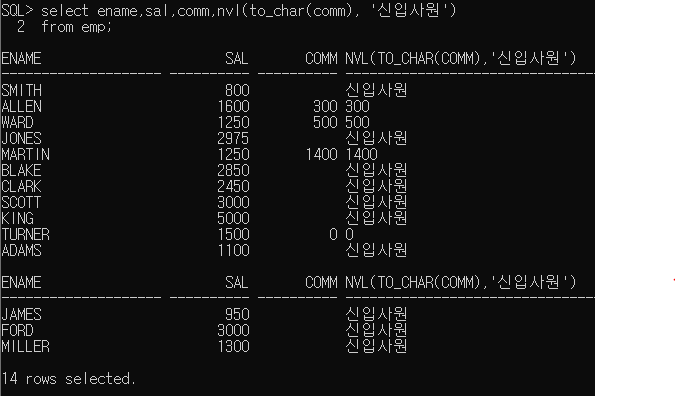 SQL> select ename,sal,comm,nvl(to_char(comm), '신입사원')
2 from emp;
ENAME SAL COMM NVL(TO_CHAR(COMM),'신입사원')
-------------------- ---------- ---------- ----------------------------------------
SMITH 800 신입사원
ALLEN 1600 300 300
WARD 1250 500 500
JONES 2975 신입사원
MARTIN 1250 1400 1400
BLAKE 2850 신입사원
CLARK 2450 신입사원
SCOTT 3000 신입사원
KING 5000 신입사원
TURNER 1500 0 0
ADAMS 1100 신입사원
ENAME SAL COMM NVL(TO_CHAR(COMM),'신입사원')
-------------------- ---------- ---------- ----------------------------------------
JAMES 950 신입사원
FORD 3000 신입사원
MILLER 1300 신입사원
14 rows selected.